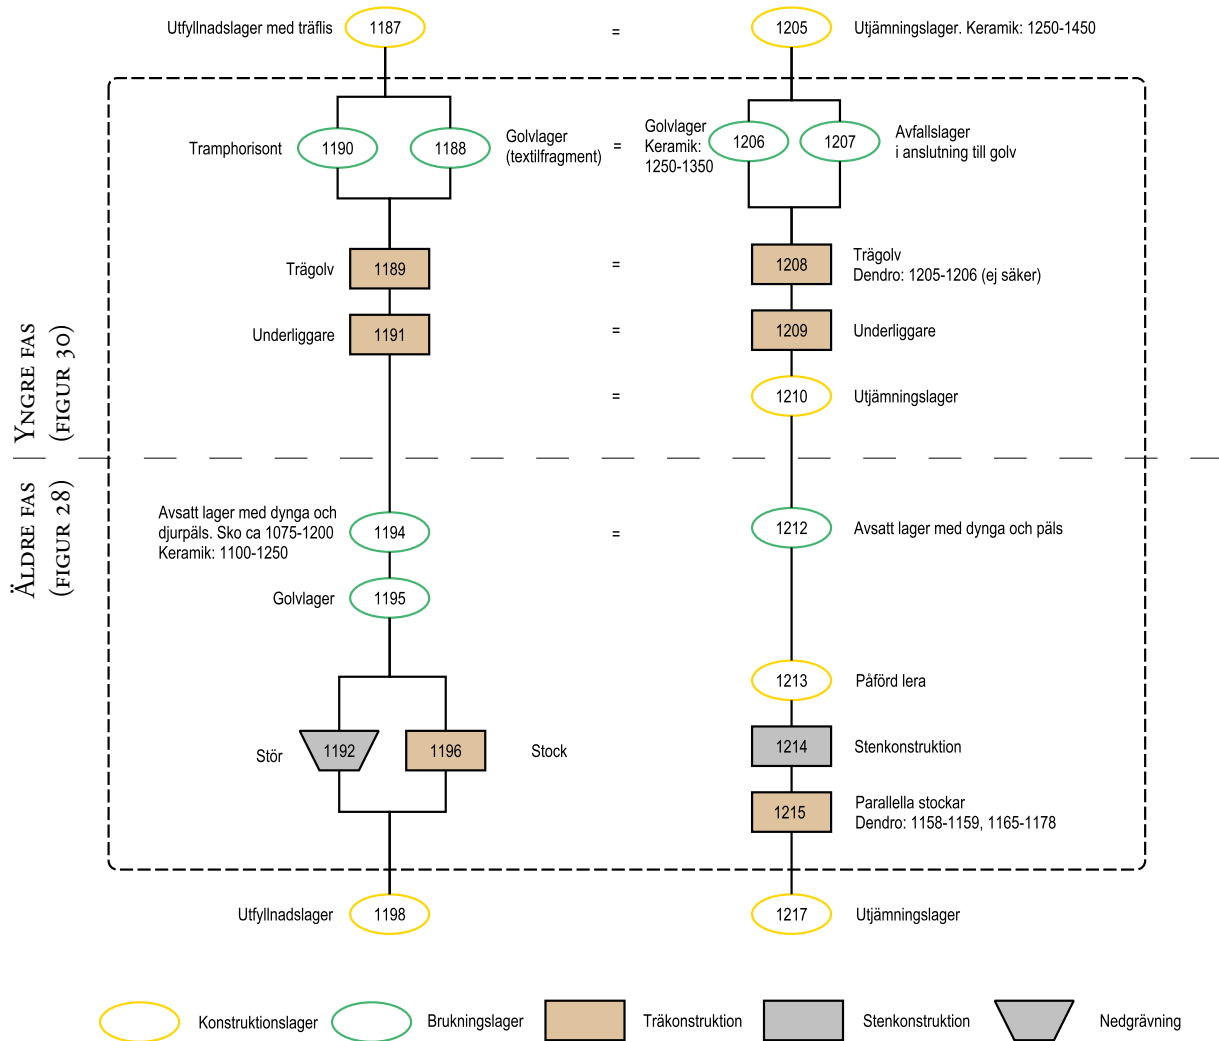 Utfyllnadslager med träflis
1187
=
1205
Utjämningslager. Keramik: 1250-1450
Tramphorisont
1190
1188
Golvlager
(textilfragment)
=
Golvlager
Keramik:
1250-1350
1206
1207
Avfallslager
i anslutning till golv
Trägolv
1189
=
1208
Trägolv
Dendro: 1205-1206 (ej säker)
Underliggare
1191
=
1209
Underliggare
=
1210
Utjämningslager
YNGRE FAS
(FIGUR 30)
ÄLDRE FAS
(FIGUR 28)
Avsatt lager med dynga och
djurpäls. Sko ca 1075-1200
Keramik: 1100-1250
1194
=
1212
Avsatt lager med dynga och päls
Golvlager
1195
1213
Påförd lera
Stör
1192
1196
Stock
1214
Stenkonstruktion
1215
Parallella stockar
Dendro: 1158-1159, 1165-1178
Utfyllnadslager
1198
1217
Utjämningslager
Konstruktionslager
Brukningslager
Träkonstruktion
Stenkonstruktion
Nedgrävning